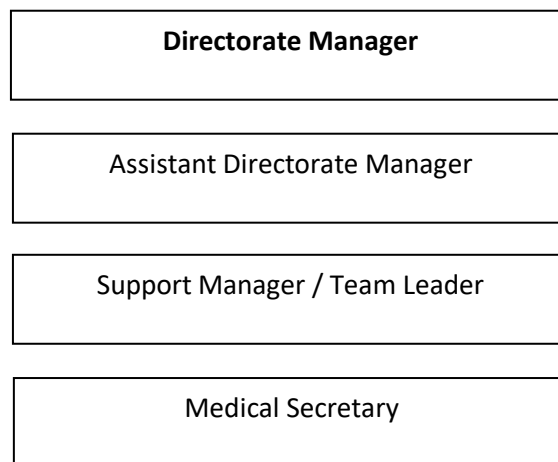 Directorate Manager
Assistant Directorate Manager
Support Manager / Team Leader
Medical Secretary